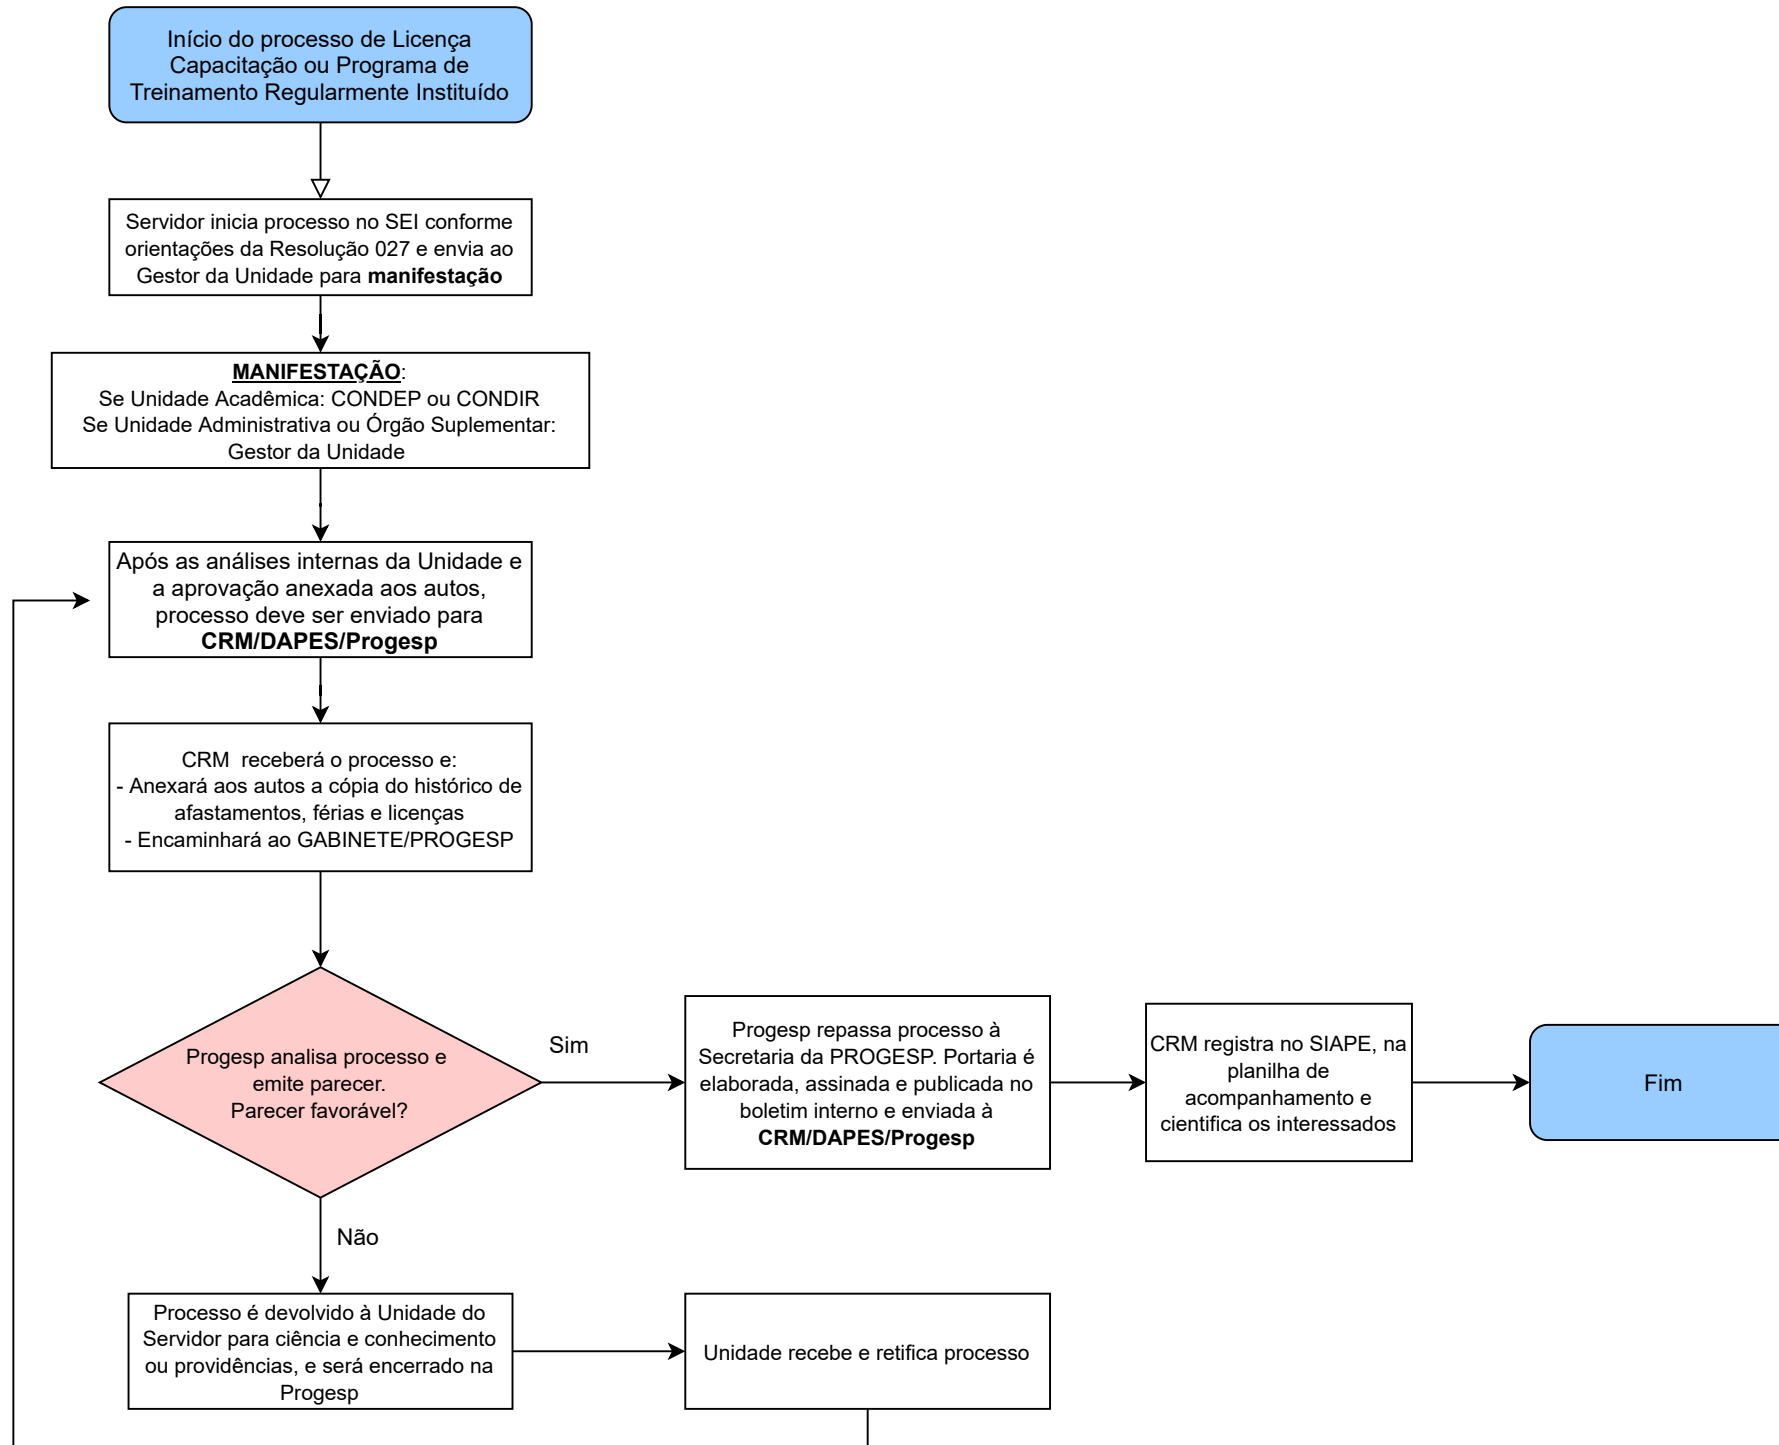 Início do processo de Licença
Capacitação ou Programa de
Treinamento Regularmente Instituído
Servidor inicia processo no SEI conforme
orientações da Resolução 027 e envia ao
Gestor da Unidade para manifestação
MANIFESTAÇÃO:
Se Unidade Acadêmica: CONDEP ou CONDIR
Se Unidade Administrativa ou Órgão Suplementar:
Gestor da Unidade
Após as análises internas da Unidade e
a aprovação anexada aos autos,
processo deve ser enviado para
CRM/DAPES/Progesp
CRM  receberá o processo e:
- Anexará aos autos a cópia do histórico de
afastamentos, férias e licenças
- Encaminhará ao GABINETE/PROGESP
Progesp analisa processo e
emite parecer.
Parecer favorável?
Sim
Progesp repassa processo à
Secretaria da PROGESP. Portaria é
elaborada, assinada e publicada no
boletim interno e enviada à
CRM/DAPES/Progesp
CRM registra no SIAPE, na
planilha de
acompanhamento e
cientifica os interessados
Fim
Não
Processo é devolvido à Unidade do
Servidor para ciência e conhecimento
ou providências, e será encerrado na
Progesp
Unidade recebe e retifica processo